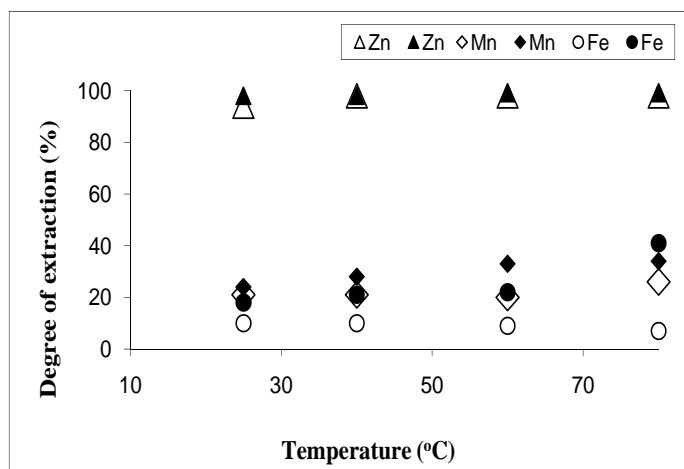 △Zn ▲Zn ◇Mn ◆Mn ○Fe ●Fe
100
80
60
40
20
0
Degree of extraction (%)
10 30 50 70
Temperature (°C)